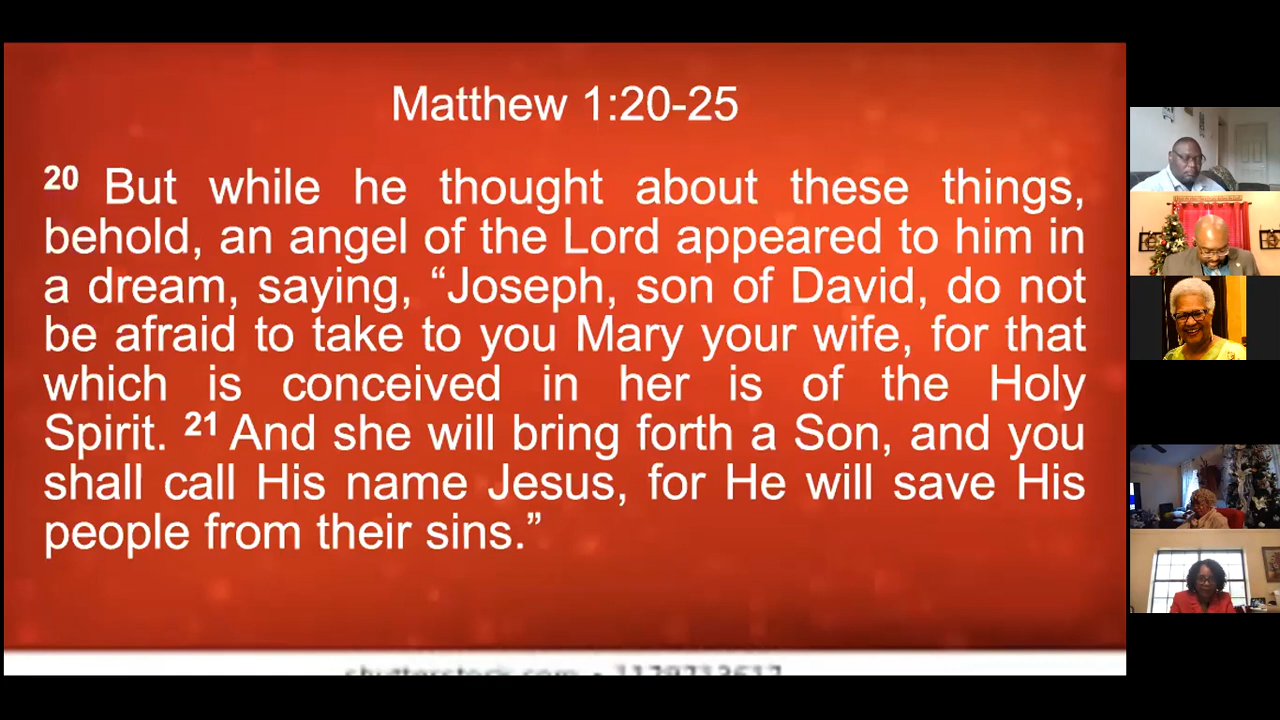 Matthew 1:20-25
20 But while he thought about these things,
behold, an angel of the Lord appeared to him in
a dream, saying, “Joseph, son of David, do not
be afraid to take to you Mary your wife, for that
which is conceived in her is of the Holy
Spirit. 21 And she will bring forth a Son, and you
shall call His name Jesus, for He will save His
people from their sins.”
shutterstock.com • 1179713617